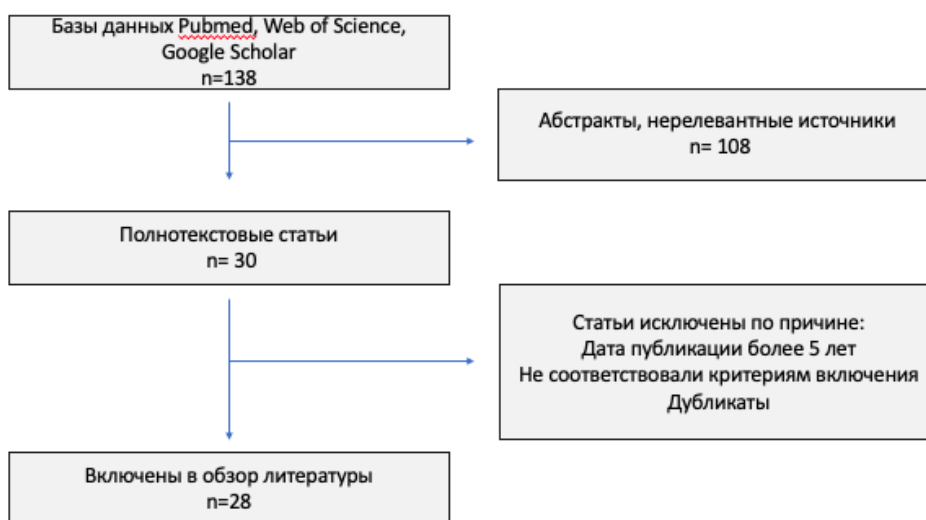 Базы данных Pubmed, Web of Science,
Google Scholar
n=138
Абстракты, нерелевантные источники
n= 108
Полнотекстовые статьи
n= 30
Статьи исключены по причине:
Дата публикации более 5 лет
Не соответствовали критериям включения
Дубликаты
Включены в обзор литературы
n=28